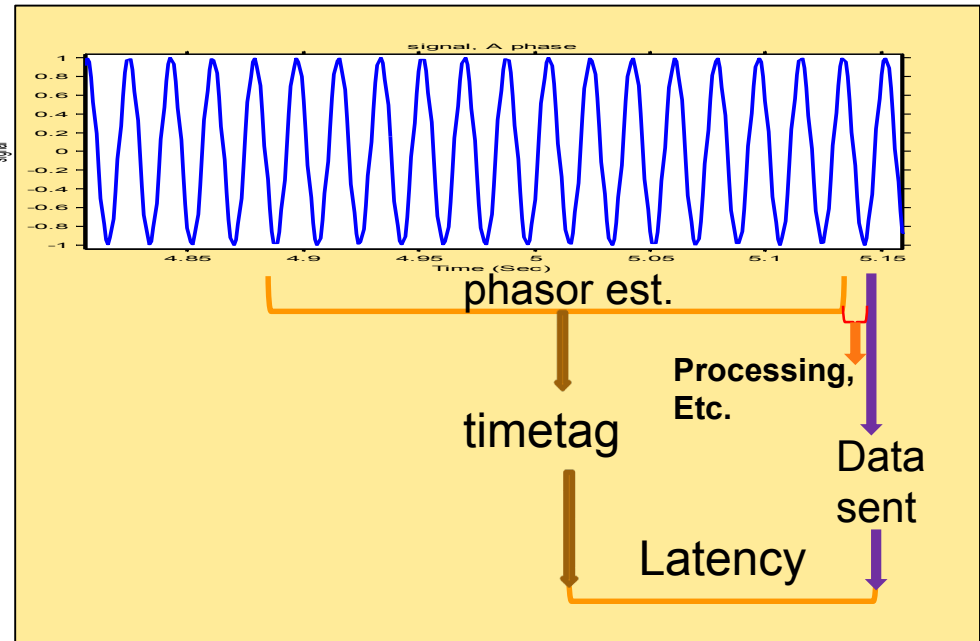 signal, A phase
1
0.8
0.6
0.4
0.2
0
-0.2
-0.4
-0.6
-0.8
-1
signal
4.85 4.9 4.95 5 5.05 5.1 5.15
Time (Sec)
phasor est.
Processing,
Etc.
timetag
Data
sent
Latency